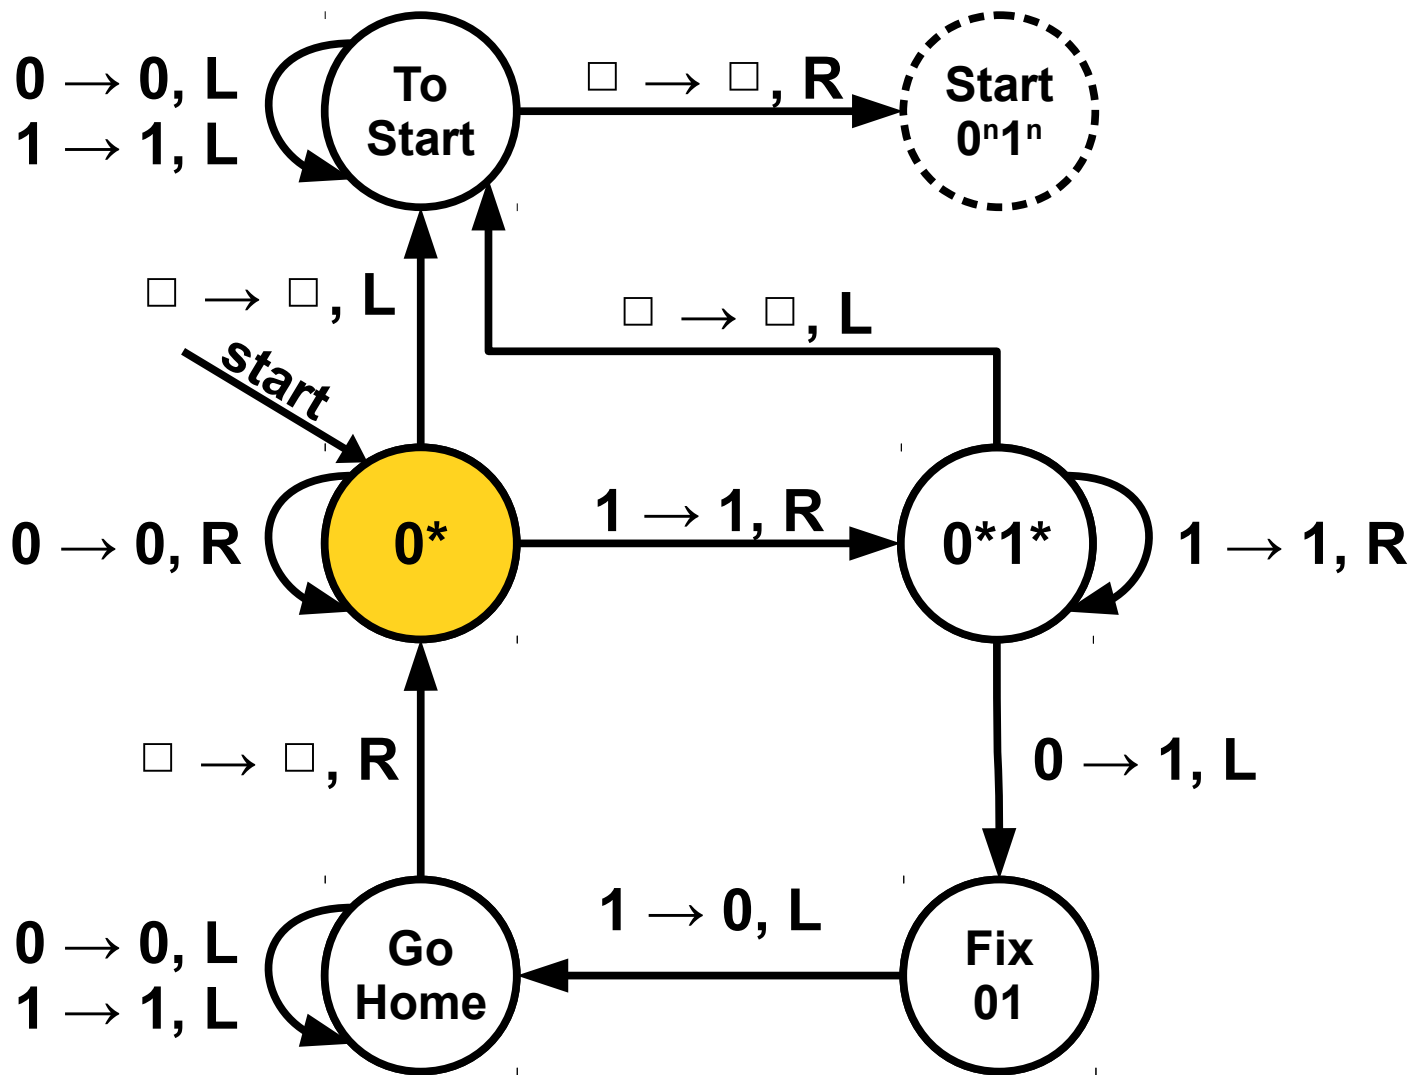 0 → 0, L
1 → 1, L
To
Start
□ → □, R
Start
0ⁿ1ⁿ
□ → □, L
□ → □, L
start
0 → 0, R
0*
1 → 1, R
0*1*
1 → 1, R
□ → □, R
0 → 1, L
0 → 0, L
1 → 1, L
Go
Home
1 → 0, L
Fix
01